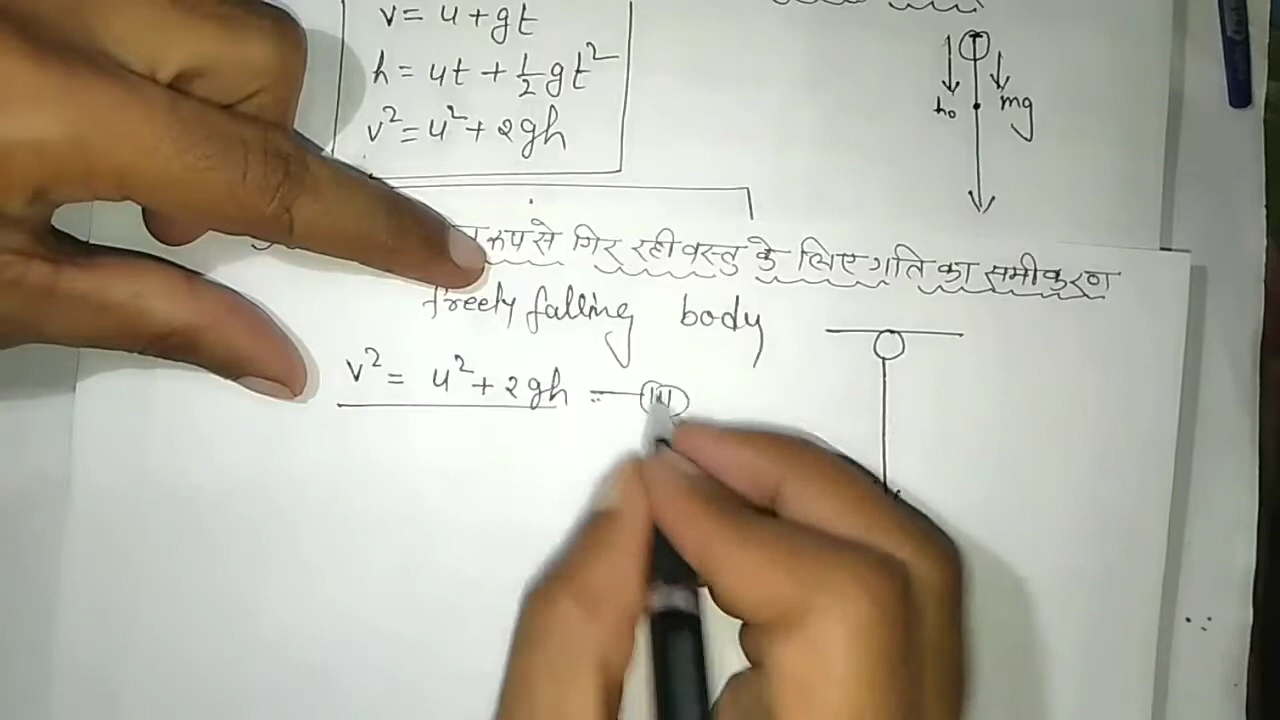 v = u + gt
h = ut + 1/2 gt²
v² = u² + 2gh
h₀
mg
रूप से गिर रही वस्तु के लिए गति का समीकरण
freely falling body
v² = u² + 2gh